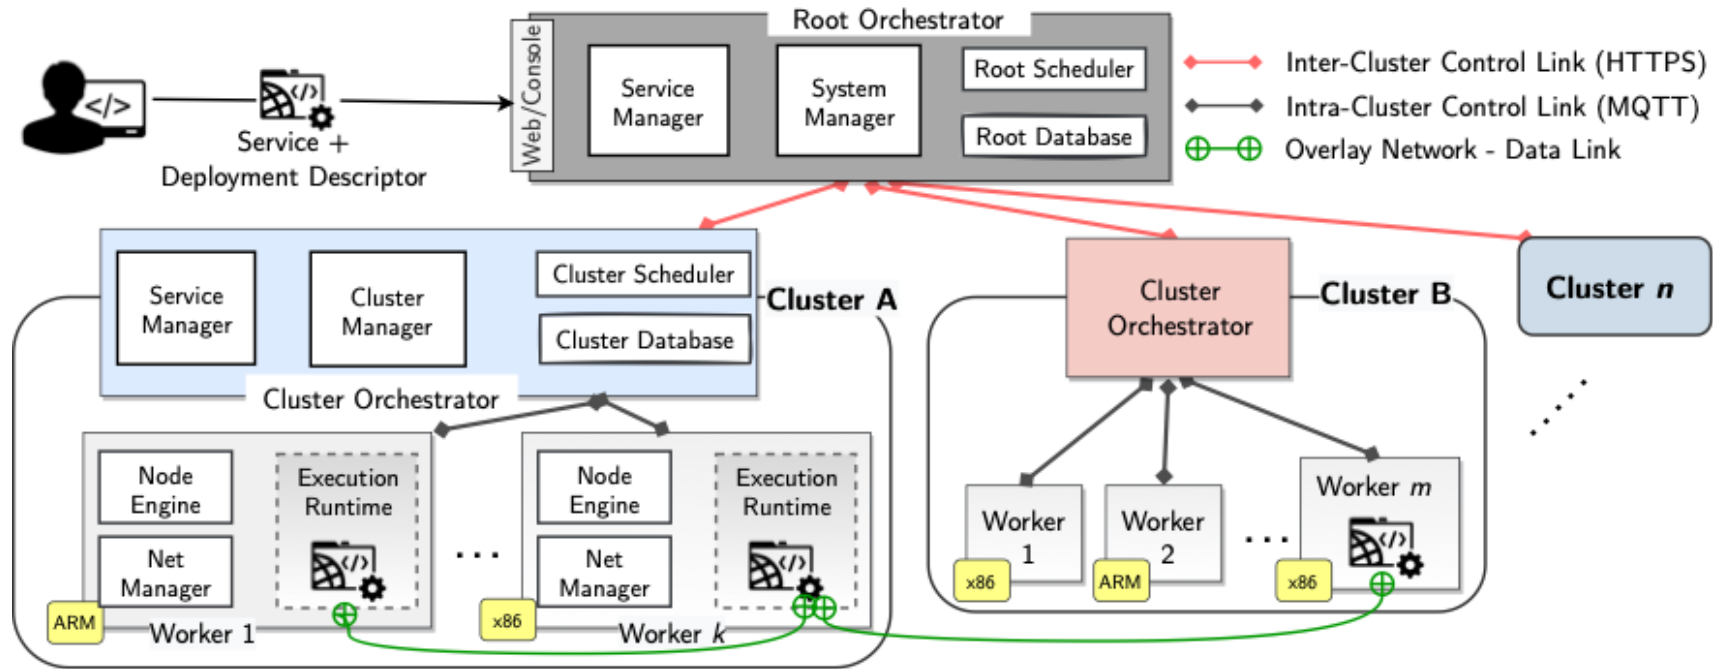 Root Orchestrator
Web/Console
Service
Manager
System
Manager
Root Scheduler
Root Database
Inter-Cluster Control Link (HTTPS)
Intra-Cluster Control Link (MQTT)
Overlay Network - Data Link
</>
</>
Service +
Deployment Descriptor
Service
Manager
Cluster
Manager
Cluster Scheduler
Cluster Database
Cluster A
Cluster Orchestrator
Node
Engine
Net
Manager
Execution
Runtime
</>
ARM
Worker 1
...
Node
Engine
Net
Manager
Execution
Runtime
</>
x86
Worker k
Cluster
Orchestrator
Cluster B
Worker
1
x86
Worker
2
ARM
...
Worker m
</>
x86
Cluster n